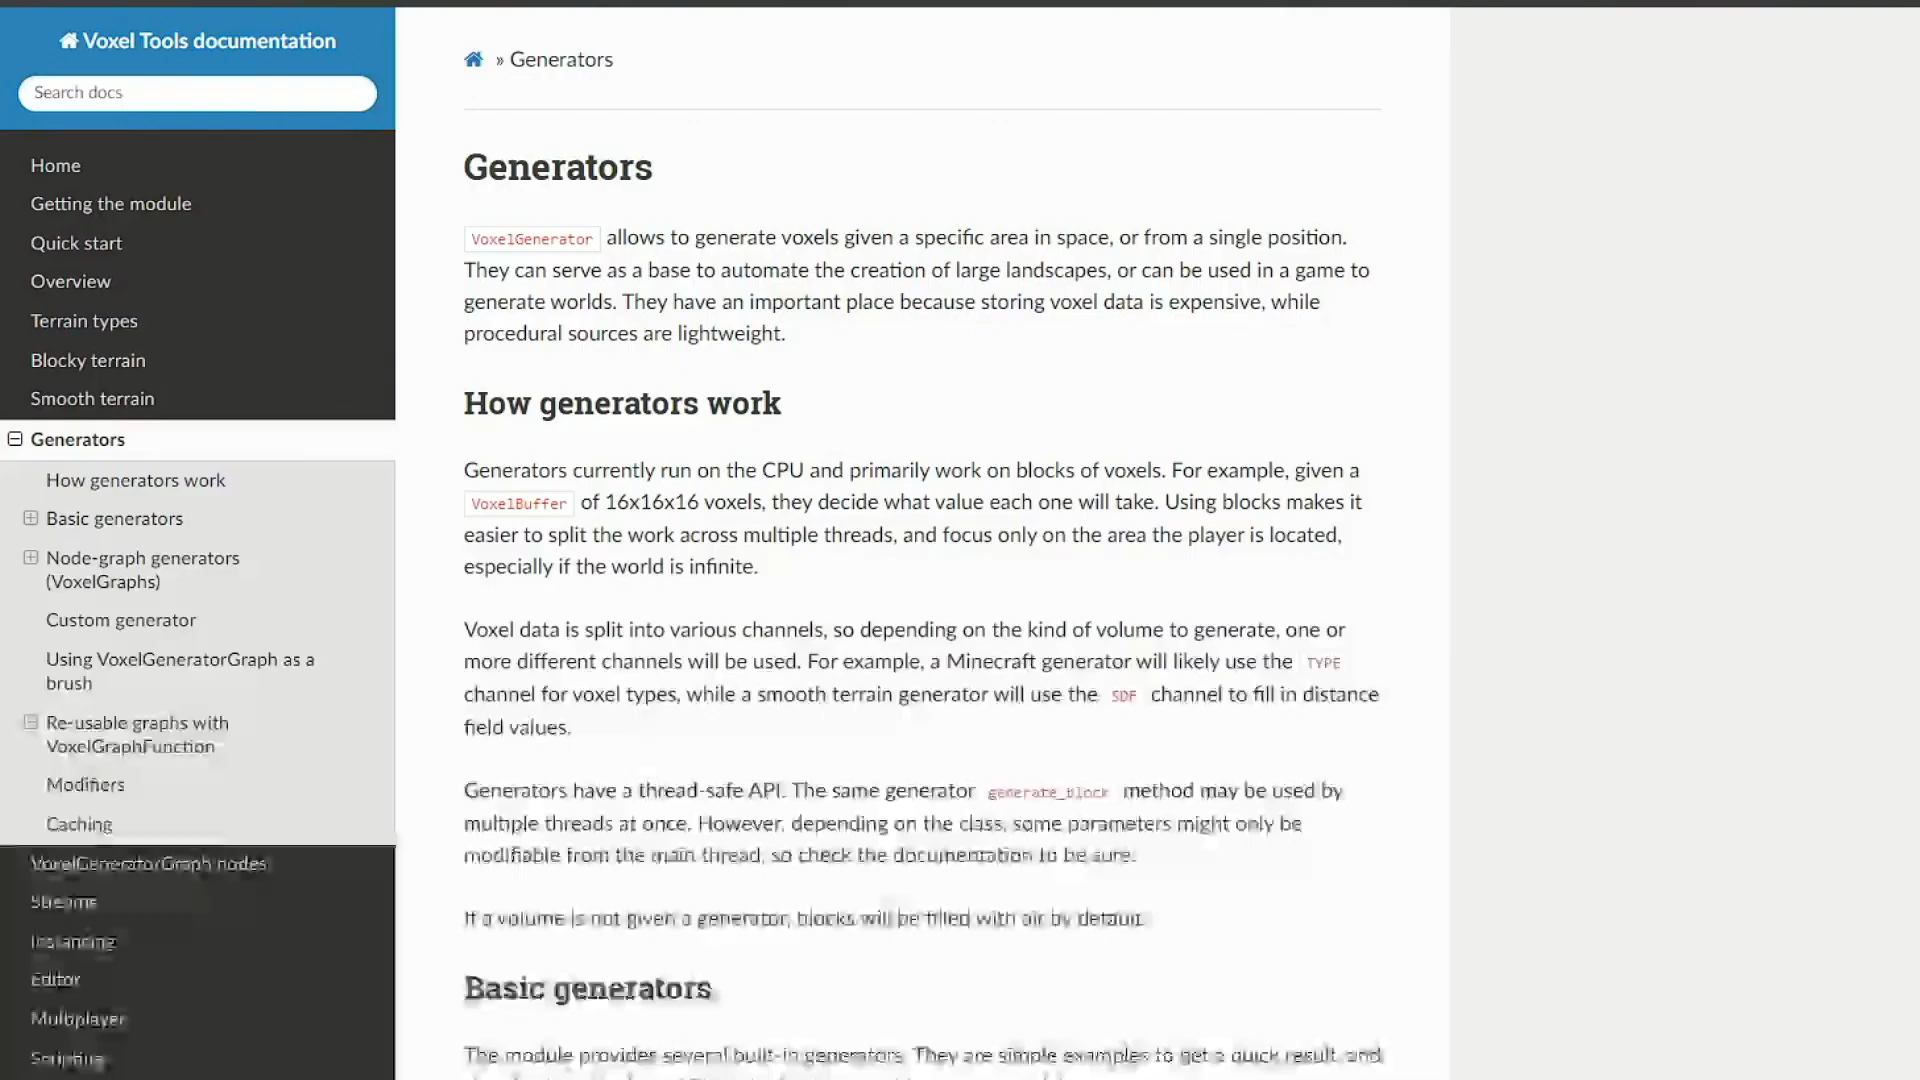 Voxel Tools documentation
Search docs
Home
Getting the module
Quick start
Overview
Terrain types
Blocky terrain
Smooth terrain
Generators
How generators work
Basic generators
Node-graph generators
(VoxelGraphs)
Custom generator
Using VoxelGeneratorGraph as a
brush
Re-usable graphs with
VoxelGraphFunction
Modifiers
Caching
VoxelGeneratorGraph nodes
Streams
Instancing
Editor
Multiplayer
Scripting
» Generators
Generators
VoxelGenerator allows to generate voxels given a specific area in space, or from a single position.
They can serve as a base to automate the creation of large landscapes, or can be used in a game to
generate worlds. They have an important place because storing voxel data is expensive, while
procedural sources are lightweight.
How generators work
Generators currently run on the CPU and primarily work on blocks of voxels. For example, given a
VoxelBuffer of 16x16x16 voxels, they decide what value each one will take. Using blocks makes it
easier to split the work across multiple threads, and focus only on the area the player is located,
especially if the world is infinite.
Voxel data is split into various channels, so depending on the kind of volume to generate, one or
more different channels will be used. For example, a Minecraft generator will likely use the TYPE
channel for voxel types, while a smooth terrain generator will use the SDF channel to fill in distance
field values.
Generators have a thread-safe API. The same generator generate_block method may be used by
multiple threads at once. However, depending on the class, some parameters might only be
modifiable from the main thread, so check the documentation to be sure.
If a volume is not given a generator, blocks will be filled with air by default.
Basic generators
The module provides several built-in generators. They are simple examples to get a quick result, and